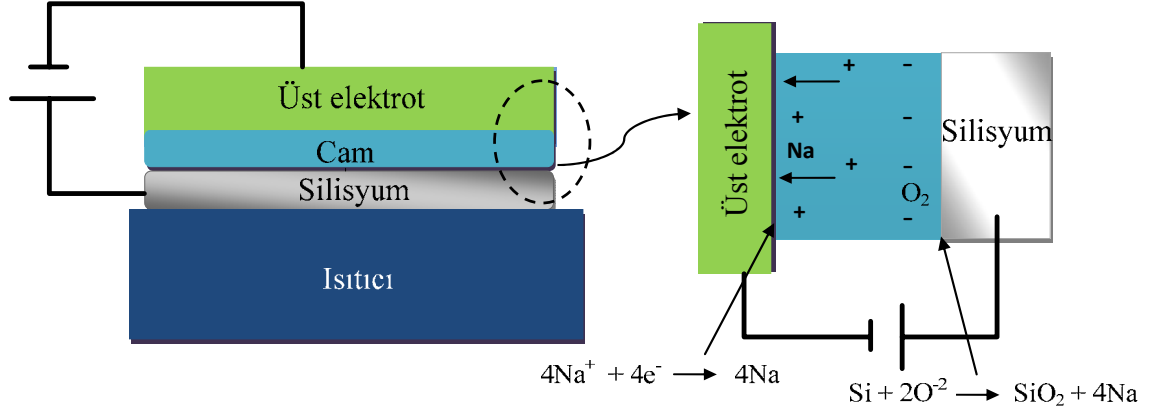 Üst elektrot
Cam
Silisyum
Isıtıcı
Üst elektrot
+ -
+ -
Na
+ -
O₂
+ -
Silisyum
4Na⁺ + 4e⁻ → 4Na
Si + 2O⁻² → SiO₂ + 4Na